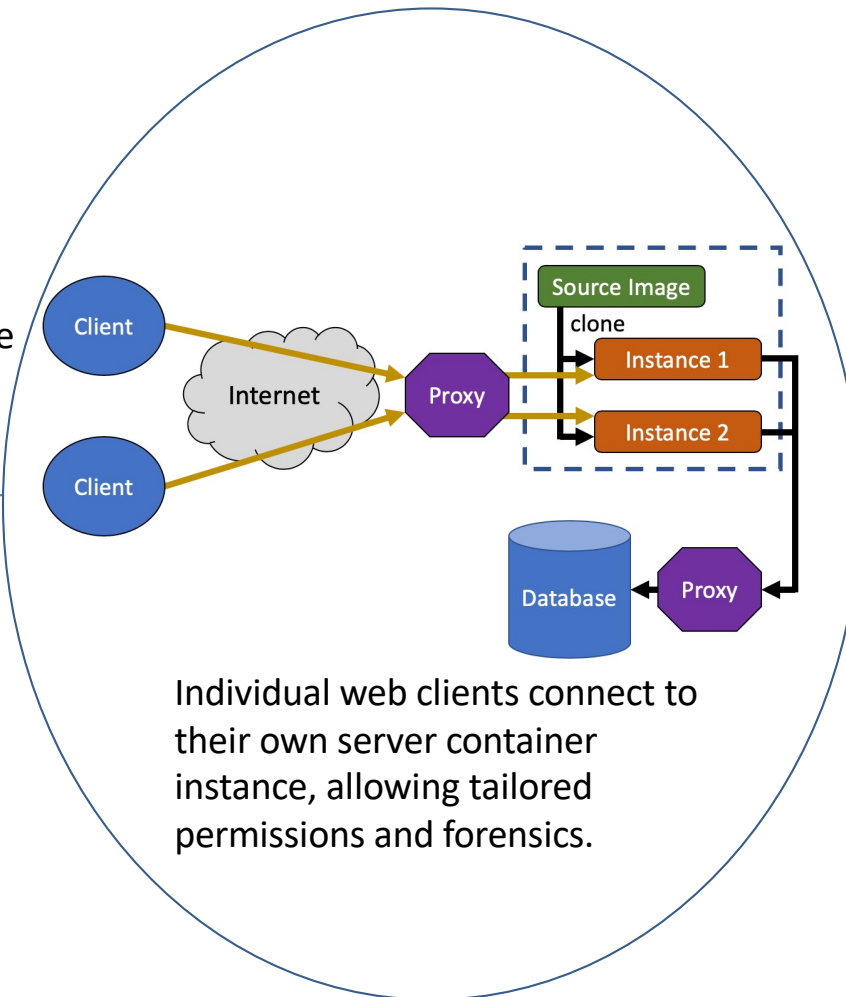 Source Image
clone
Client
e
Instance 1
Internet
Proxy
Instance 2
Client
Database
Proxy
Individual web clients connect to
their own server container
instance, allowing tailored
permissions and forensics.